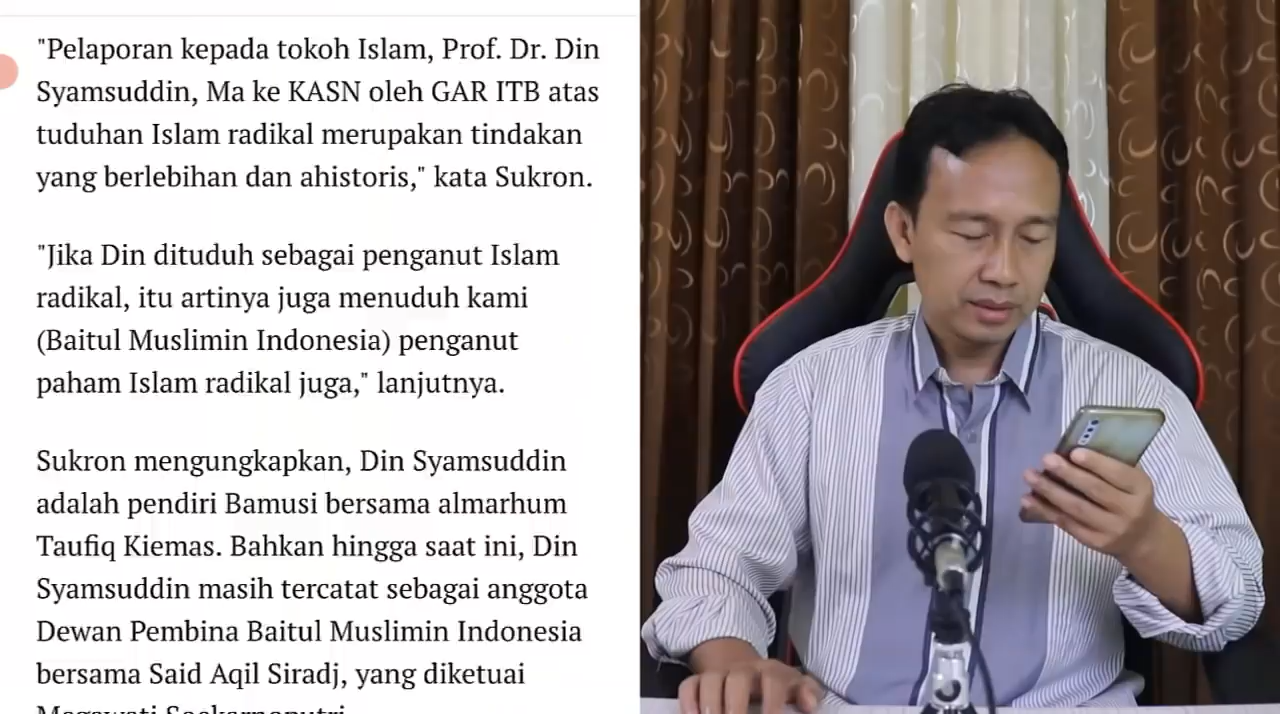 "Pelaporan kepada tokoh Islam, Prof. Dr. Din
Syamsuddin, Ma ke KASN oleh GAR ITB atas
tuduhan Islam radikal merupakan tindakan
yang berlebihan dan ahistoris," kata Sukron.
"Jika Din dituduh sebagai penganut Islam
radikal, itu artinya juga menuduh kami
(Baitul Muslimin Indonesia) penganut
paham Islam radikal juga," lanjutnya.
Sukron mengungkapkan, Din Syamsuddin
adalah pendiri Bamusi bersama almarhum
Taufiq Kiemas. Bahkan hingga saat ini, Din
Syamsuddin masih tercatat sebagai anggota
Dewan Pembina Baitul Muslimin Indonesia
bersama Said Aqil Siradj, yang diketuai
Megawati Soekarnoputri.